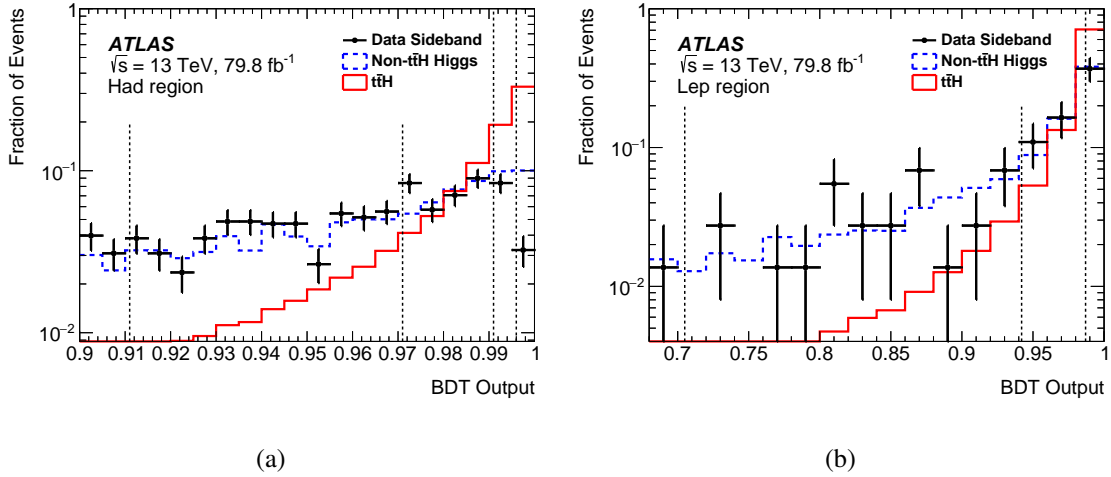 Fraction of Events
1
10⁻¹
10⁻²
ATLAS
√s = 13 TeV, 79.8 fb⁻¹
Had region
Data Sideband
Non-tt̄H Higgs
tt̄H
0.9 0.91 0.92 0.93 0.94 0.95 0.96 0.97 0.98 0.99 1
BDT Output
(a)
Fraction of Events
1
10⁻¹
10⁻²
ATLAS
√s = 13 TeV, 79.8 fb⁻¹
Lep region
Data Sideband
Non-tt̄H Higgs
tt̄H
0.7 0.75 0.8 0.85 0.9 0.95 1
BDT Output
(b)